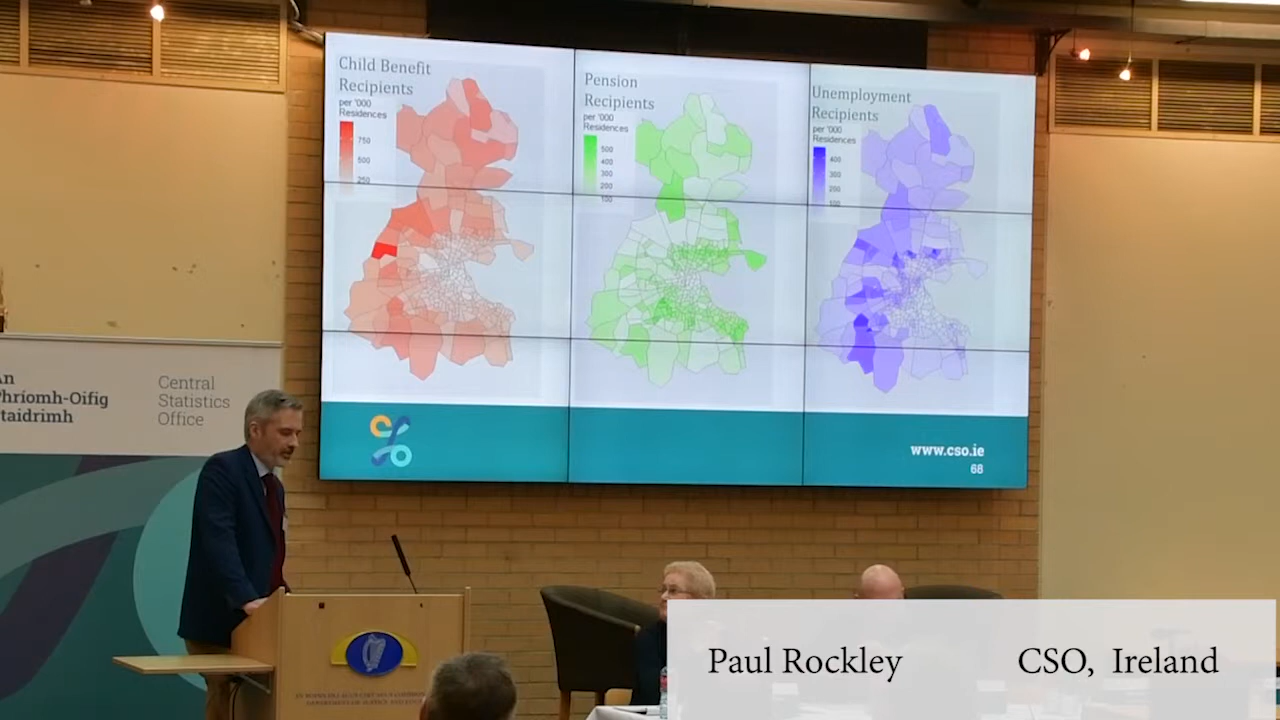 Child Benefit
Recipients
per '000
Residences
750
500
250
Pension
Recipients
per '000
Residences
500
400
300
200
100
Unemployment
Recipients
per '000
Residences
400
300
200
100
www.cso.ie
68
An
Phríomh-Oifig
Staidrimh
Central
Statistics
Office
Paul Rockley CSO, Ireland